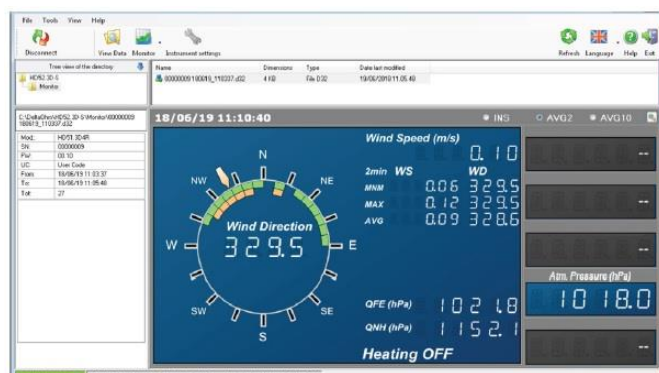 File Tools View Help
Disconnect View Data Monitor Instrument settings Refresh Language Help Exit
Tree view of the directory
HD52.3D-S
Monitor
Name Dimensions Type Date last modified
00000009180619_110337.d32 4 KB File D32 19/06/2019 11.05.40
180619_110337.d32
Mod.: HD51.3D4R
SN 00000009
FW: 00.10
UC: User Code
From: 18/06/19 11.03.37
To: 18/06/19 11.05.40
Tot: 27
18/06/19 11:10:40 INS AVG2 AVG10
N
NE
E
SE
S
SW
W
NW
Wind Direction
329.5
Wind Speed (m/s)
0.10
2min WS WD
MNM 0.06 329.5
MAX 0.12 329.5
AVG 0.09 328.6
QFE (hPa) 1021.8
QNH (hPa) 1152.1
Heating OFF
--
--
--
Atm. Pressure (hPa)
1018.0
--